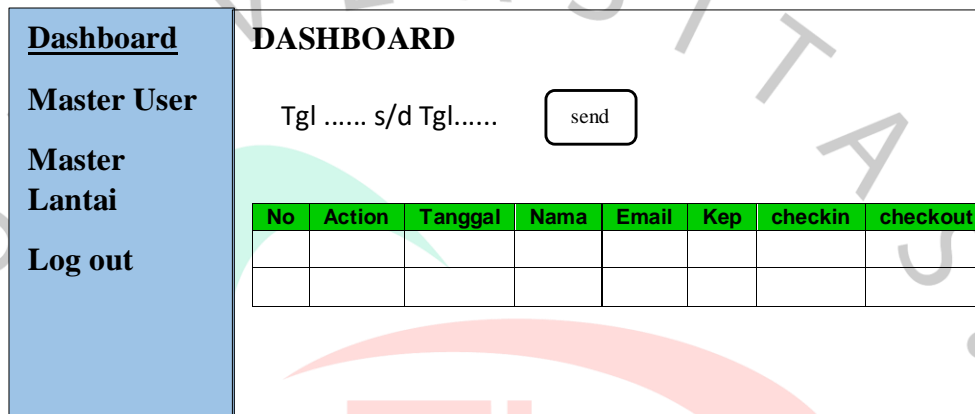 Dashboard
Master User
Master
Lantai
Log out
DASHBOARD
Tgl ...... s/d Tgl...... send
No Action Tanggal Nama Email Kep checkin checkout